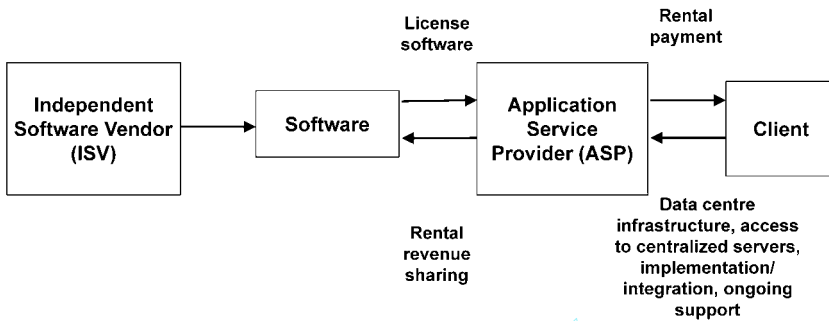 License
software
Rental
payment
Independent
Software Vendor
(ISV)
Software
Application
Service
Provider (ASP)
Client
Rental
revenue
sharing
Data centre
infrastructure, access
to centralized servers,
implementation/
integration, ongoing
support